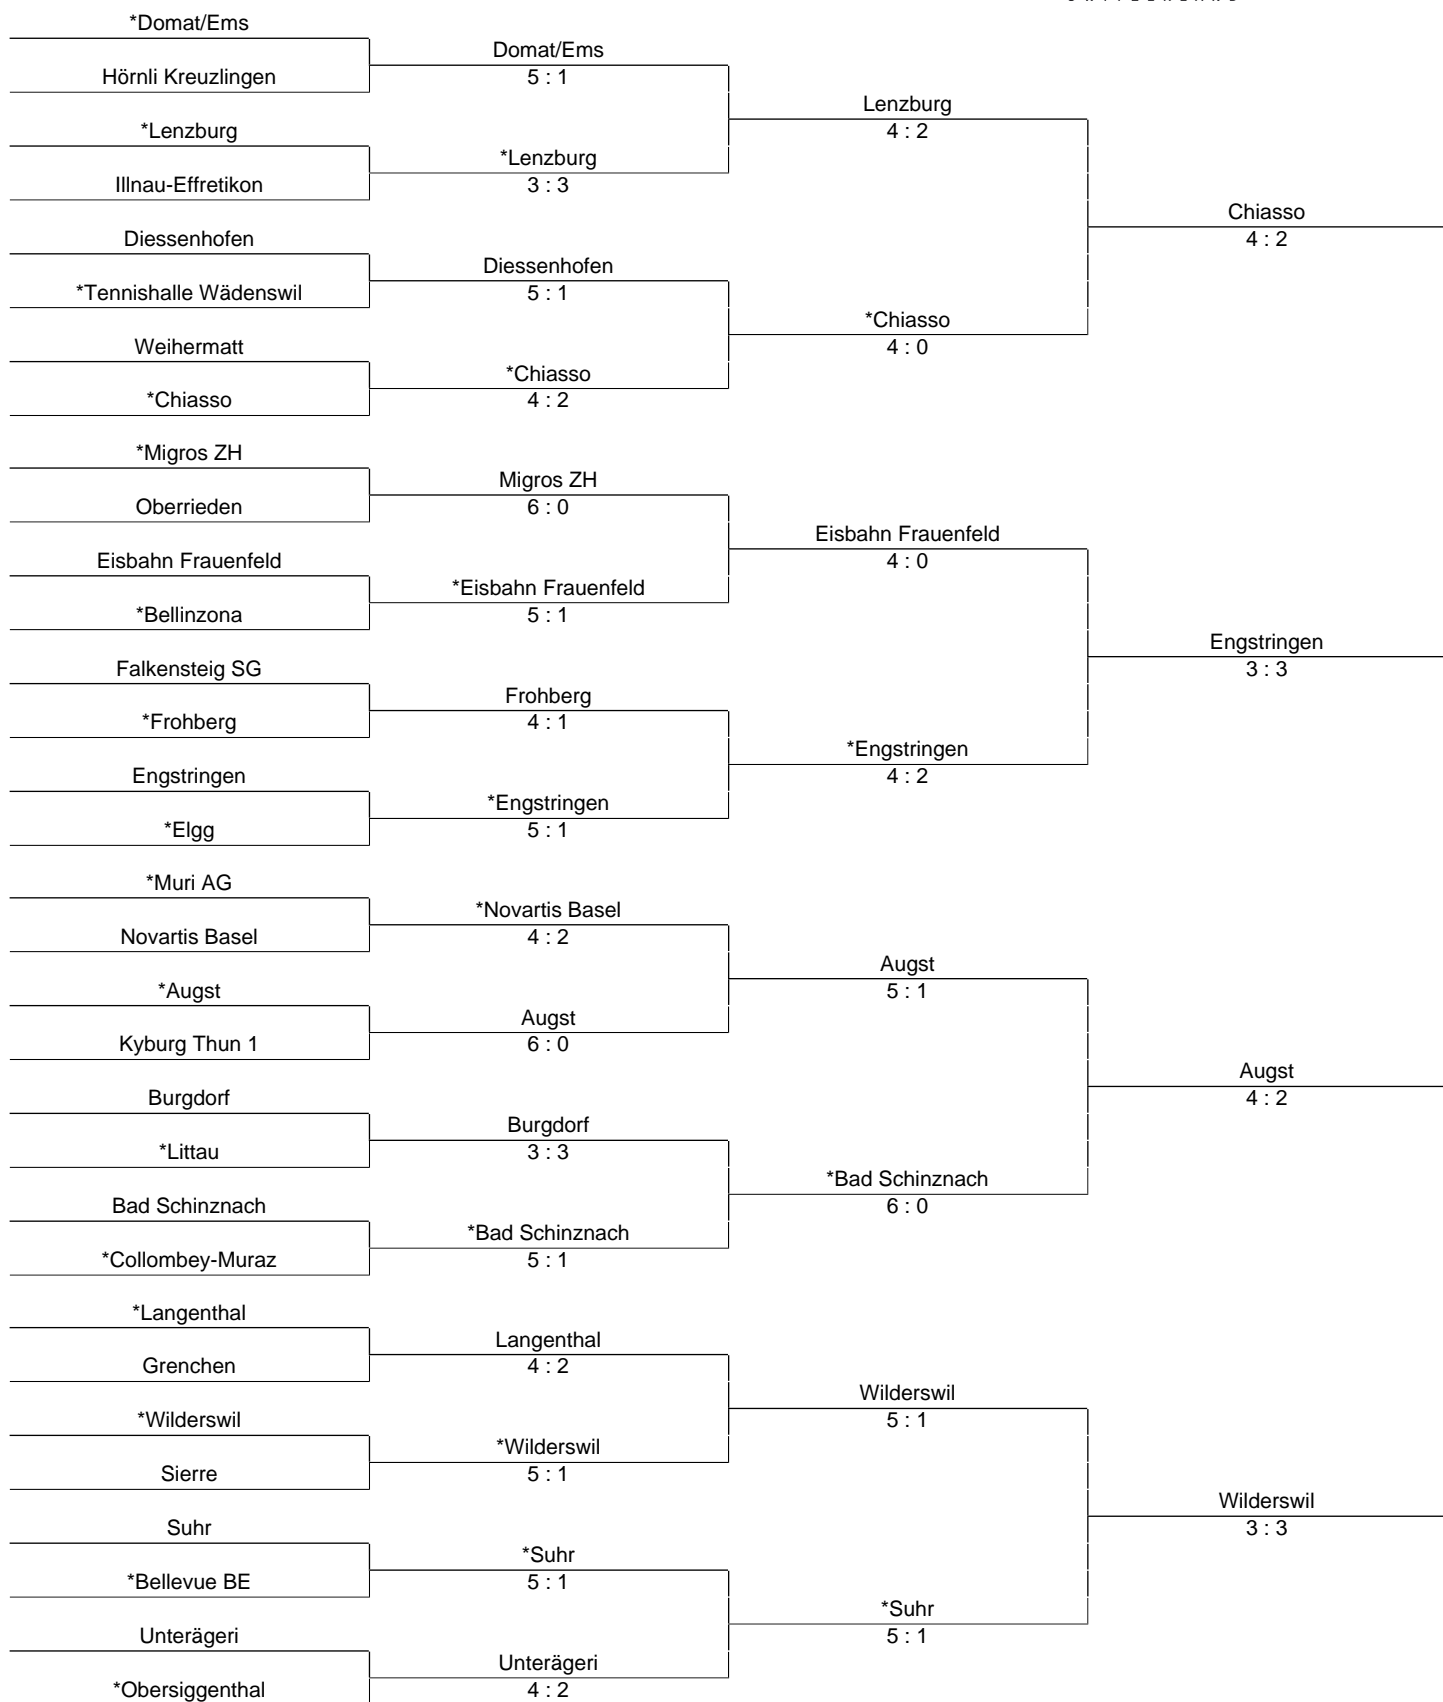 *Domat/Ems
Hörnli Kreuzlingen
*Lenzburg
Illnau-Effretikon
Diessenhofen
*Tennishalle Wädenswil
Weihermatt
*Chiasso
*Migros ZH
Oberrieden
Eisbahn Frauenfeld
*Bellinzona
Falkensteig SG
*Frohberg
Engstringen
*Elgg
*Muri AG
Novartis Basel
*Augst
Kyburg Thun 1
Burgdorf
*Littau
Bad Schinznach
*Collombey-Muraz
*Langenthal
Grenchen
*Wilderswil
Sierre
Suhr
*Bellevue BE
Unterägeri
*Obersiggenthal
Domat/Ems
5 : 1
*Lenzburg
3 : 3
Diessenhofen
5 : 1
*Chiasso
4 : 2
Migros ZH
6 : 0
*Eisbahn Frauenfeld
5 : 1
Frohberg
4 : 1
*Engstringen
5 : 1
*Novartis Basel
4 : 2
Augst
6 : 0
Burgdorf
3 : 3
*Bad Schinznach
5 : 1
Langenthal
4 : 2
*Wilderswil
5 : 1
*Suhr
5 : 1
Unterägeri
4 : 2
Lenzburg
4 : 2
*Chiasso
4 : 0
Eisbahn Frauenfeld
4 : 0
*Engstringen
4 : 2
Augst
5 : 1
*Bad Schinznach
6 : 0
Wilderswil
5 : 1
*Suhr
5 : 1
Chiasso
4 : 2
Engstringen
3 : 3
Augst
4 : 2
Wilderswil
3 : 3